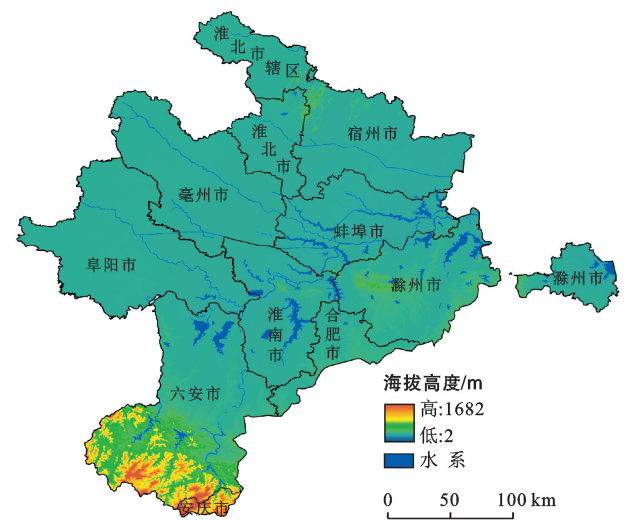 淮北市
辖区
淮北市
宿州市
亳州市
蚌埠市
阜阳市
滁州市
滁州市
淮南市
合肥市
六安市
安庆市
海拔高度/m
高:1682
低:2
水 系
0 50 100 km